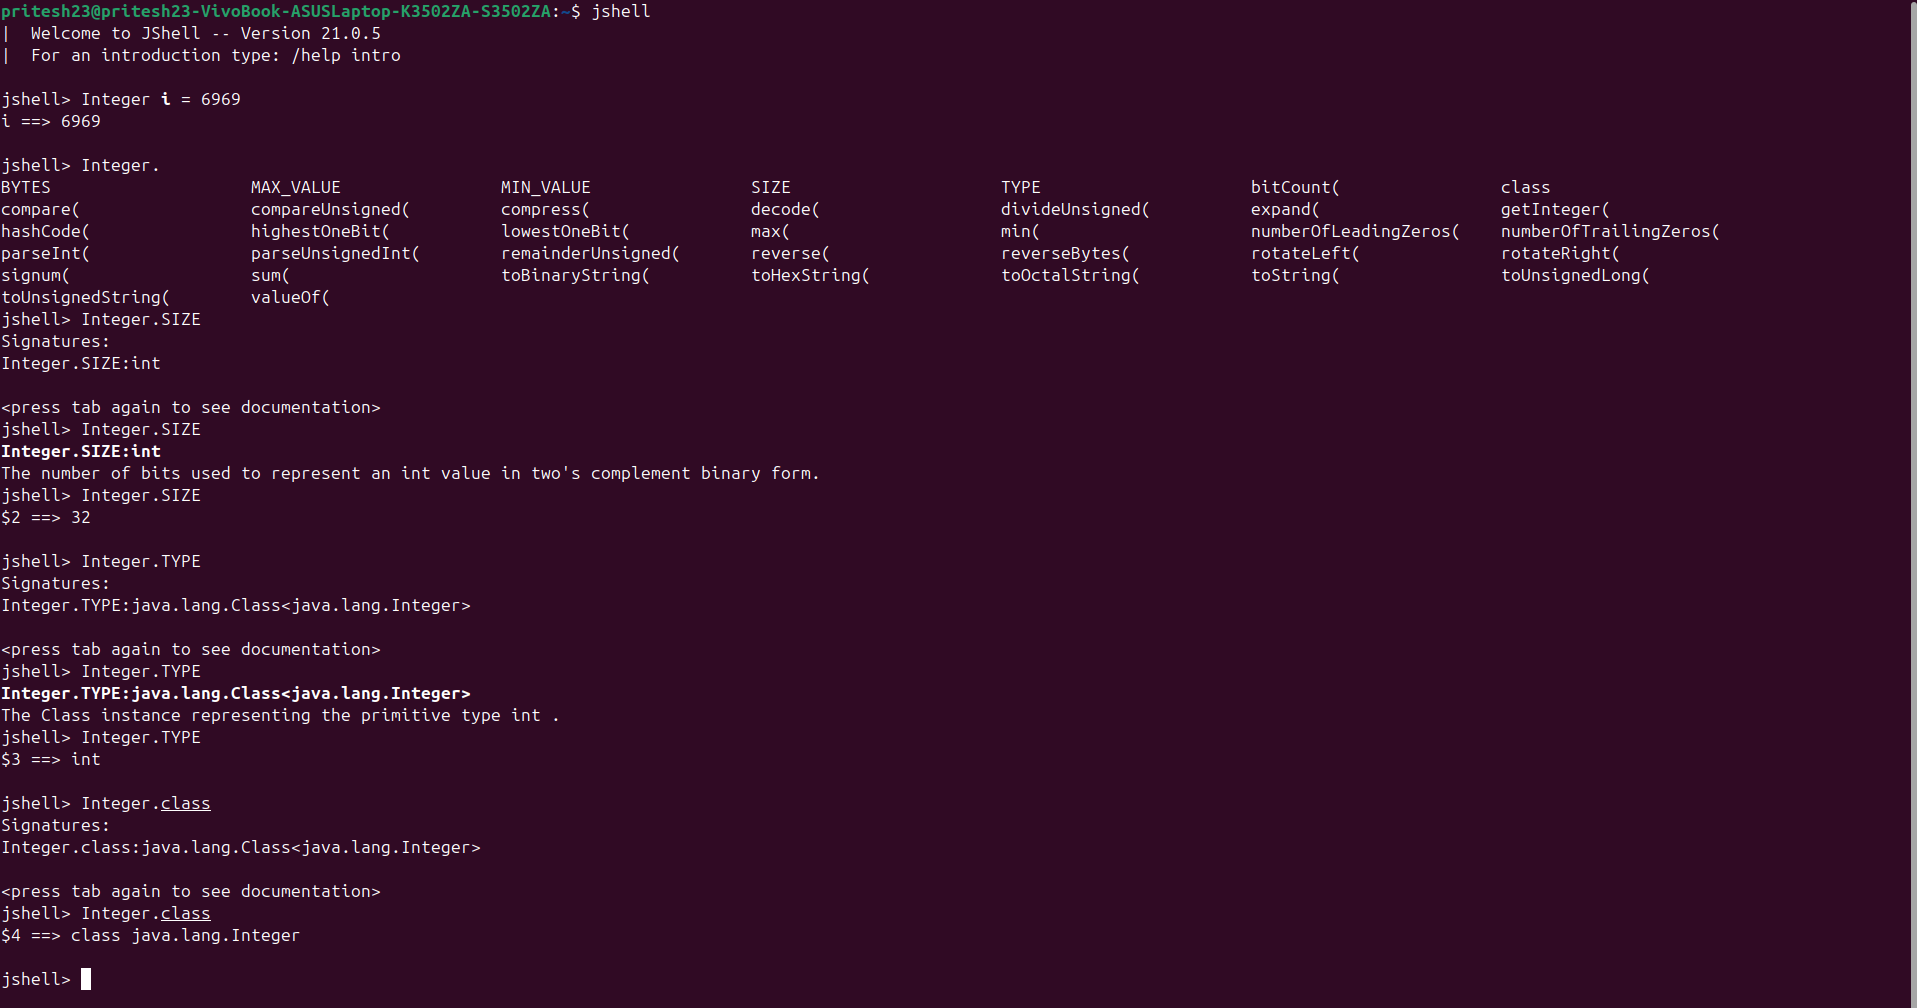 pritesh23@pritesh23-VivoBook-ASUSLaptop-K3502ZA-S3502ZA:~$ jshell
|  Welcome to JShell -- Version 21.0.5
|  For an introduction type: /help intro
jshell> Integer i = 6969
i ==> 6969
jshell> Integer.
BYTES                    MAX_VALUE                MIN_VALUE                SIZE                     TYPE                     bitCount(                class
compare(                 compareUnsigned(         compress(                decode(                  divideUnsigned(          expand(                  getInteger(
hashCode(                highestOneBit(           lowestOneBit(            max(                     min(                     numberOfLeadingZeros(    numberOfTrailingZeros(
parseInt(                parseUnsignedInt(        remainderUnsigned(       reverse(                 reverseBytes(            rotateLeft(              rotateRight(
signum(                  sum(                     toBinaryString(          toHexString(             toOctalString(           toString(                toUnsignedLong(
toUnsignedString(        valueOf(
jshell> Integer.SIZE
Signatures:
Integer.SIZE:int
<press tab again to see documentation>
jshell> Integer.SIZE
Integer.SIZE:int
The number of bits used to represent an int value in two's complement binary form.
jshell> Integer.SIZE
$2 ==> 32
jshell> Integer.TYPE
Signatures:
Integer.TYPE:java.lang.Class<java.lang.Integer>
<press tab again to see documentation>
jshell> Integer.TYPE
Integer.TYPE:java.lang.Class<java.lang.Integer>
The Class instance representing the primitive type int .
jshell> Integer.TYPE
$3 ==> int
jshell> Integer.class
Signatures:
Integer.class:java.lang.Class<java.lang.Integer>
<press tab again to see documentation>
jshell> Integer.class
$4 ==> class java.lang.Integer
jshell>